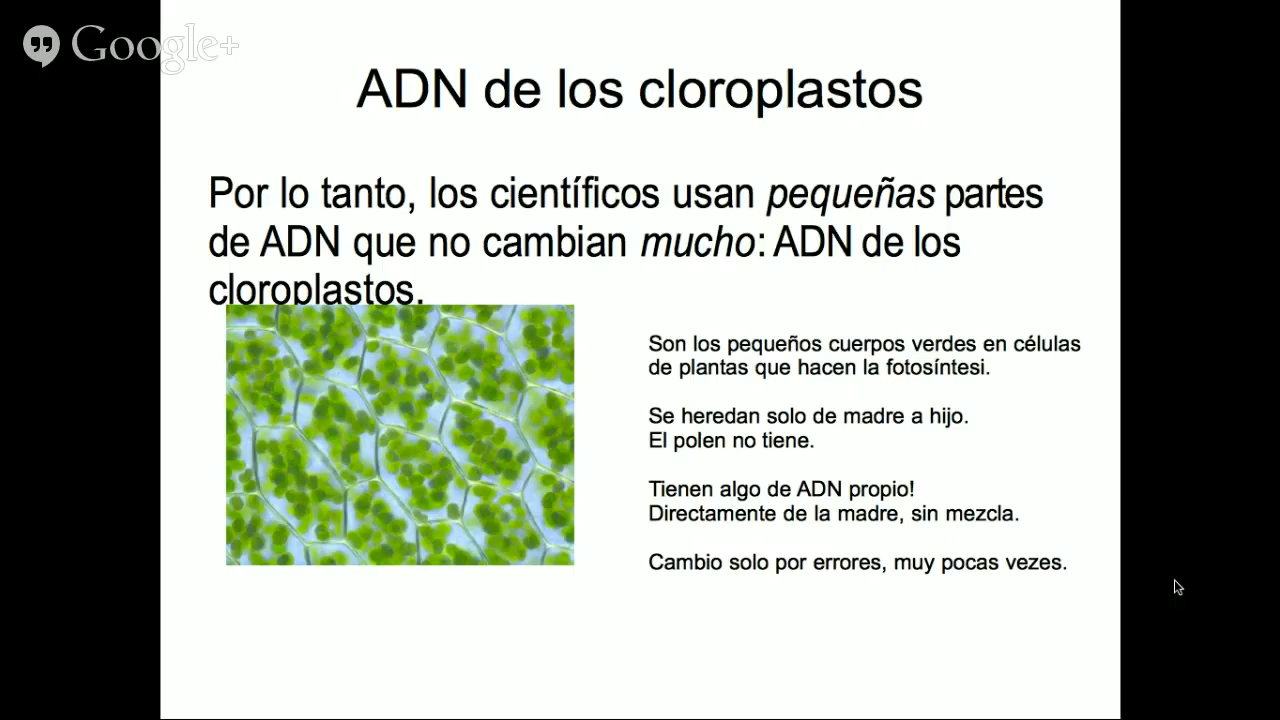 Google+
ADN de los cloroplastos
Por lo tanto, los científicos usan pequeñas partes
de ADN que no cambian mucho: ADN de los
cloroplastos.
Son los pequeños cuerpos verdes en células
de plantas que hacen la fotosíntesi.
Se heredan solo de madre a hijo.
El polen no tiene.
Tienen algo de ADN propio!
Directamente de la madre, sin mezcla.
Cambio solo por errores, muy pocas vezes.